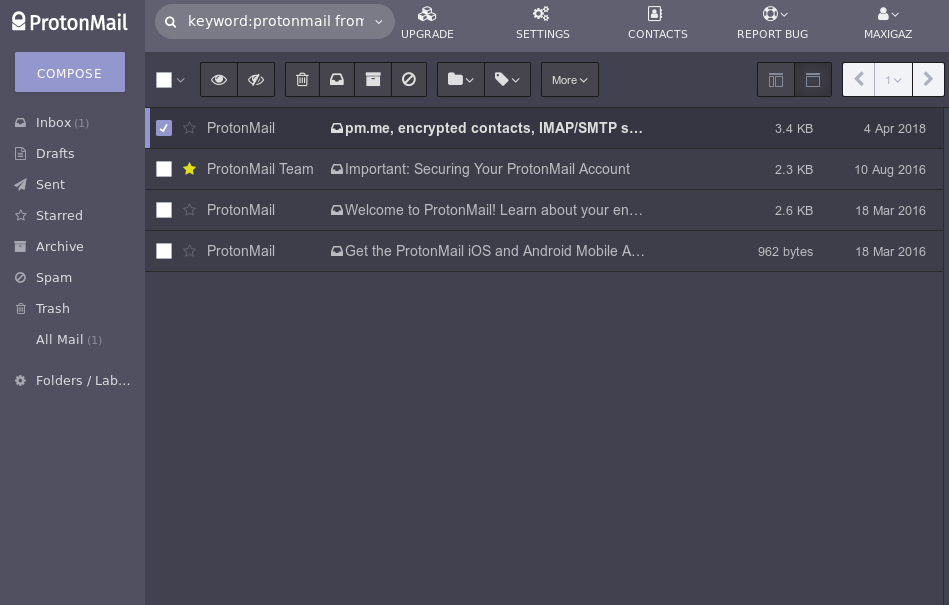 ProtonMail
keyword:protonmail from
UPGRADE
SETTINGS
CONTACTS
REPORT BUG
MAXIGAZ
COMPOSE
More
1
Inbox (1)
Drafts
Sent
Starred
Archive
Spam
Trash
All Mail (1)
Folders / Lab...
ProtonMail pm.me, encrypted contacts, IMAP/SMTP s... 3.4 KB 4 Apr 2018
ProtonMail Team Important: Securing Your ProtonMail Account 2.3 KB 10 Aug 2016
ProtonMail Welcome to ProtonMail! Learn about your en... 2.6 KB 18 Mar 2016
ProtonMail Get the ProtonMail iOS and Android Mobile A... 962 bytes 18 Mar 2016